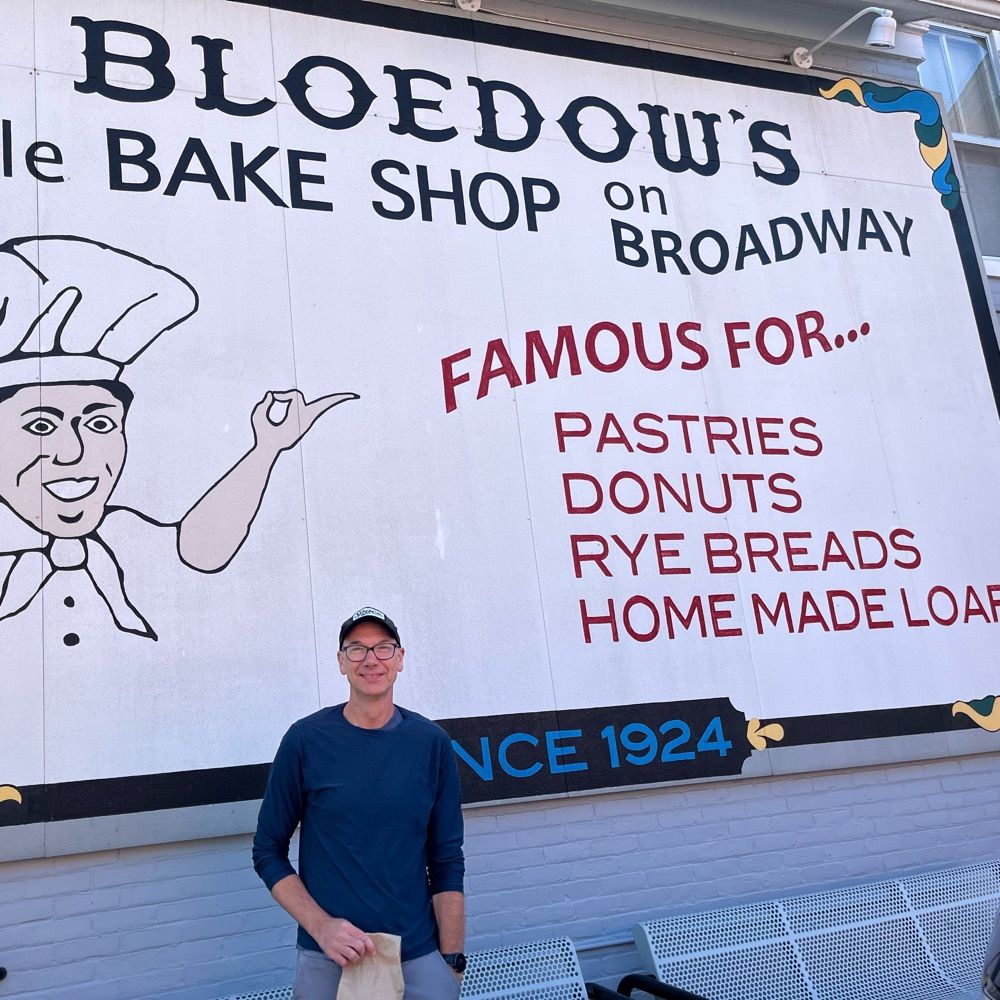 BLOEDOW'S
le BAKE SHOP on BROADWAY
FAMOUS FOR...
PASTRIES
DONUTS
RYE BREADS
HOME MADE LOAF
NCE 1924